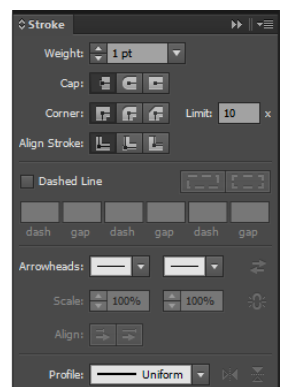 Stroke
Weight: 1 pt
Cap:
Corner: Limit: 10 x
Align Stroke:
Dashed Line
dash gap dash gap dash gap
Arrowheads:
Scale: 100% 100%
Align:
Profile: Uniform